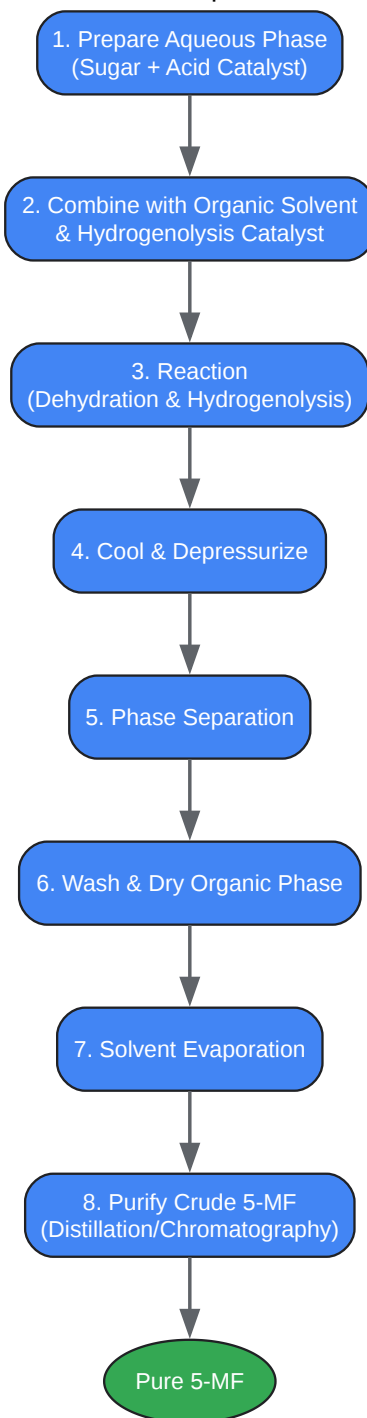 1. Prepare Aqueous Phase
(Sugar + Acid Catalyst)
2. Combine with Organic Solvent
& Hydrogenolysis Catalyst
3. Reaction
(Dehydration & Hydrogenolysis)
4. Cool & Depressurize
5. Phase Separation
6. Wash & Dry Organic Phase
7. Solvent Evaporation
8. Purify Crude 5-MF
(Distillation/Chromatography)
Pure 5-MF